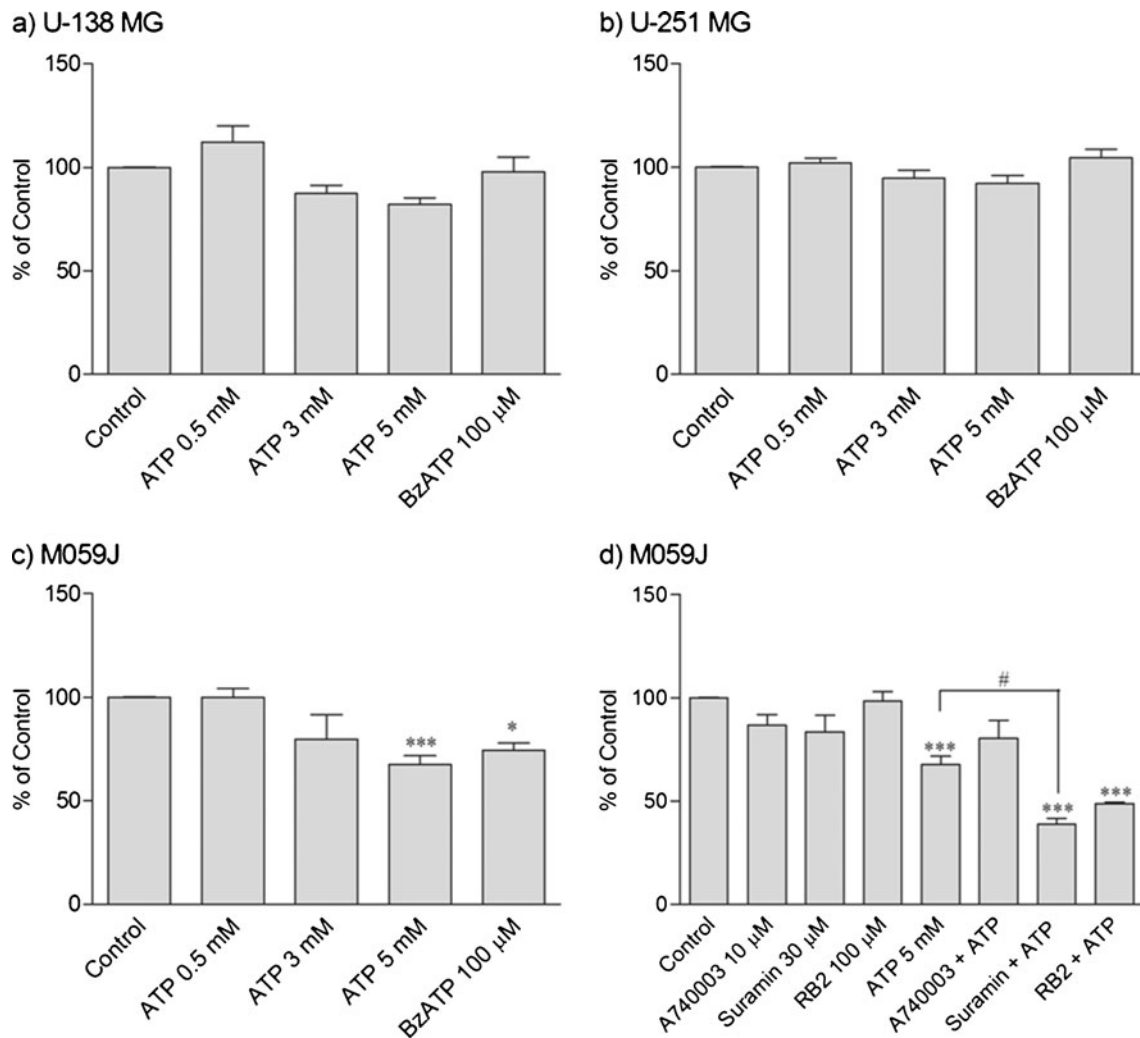 a) U-138 MG
150
100
50
0
% of Control
Control
ATP 0.5 mM
ATP 3 mM
ATP 5 mM
BzATP 100 µM
b) U-251 MG
150
100
50
0
% of Control
Control
ATP 0.5 mM
ATP 3 mM
ATP 5 mM
BzATP 100 µM
c) M059J
150
100
50
0
% of Control
***
*
Control
ATP 0.5 mM
ATP 3 mM
ATP 5 mM
BzATP 100 µM
d) M059J
150
100
50
0
% of Control
#
***
***
***
Control
A740003 10 µM
Suramin 30 µM
RB2 100 µM
ATP 5 mM
A740003 + ATP
Suramin + ATP
RB2 + ATP